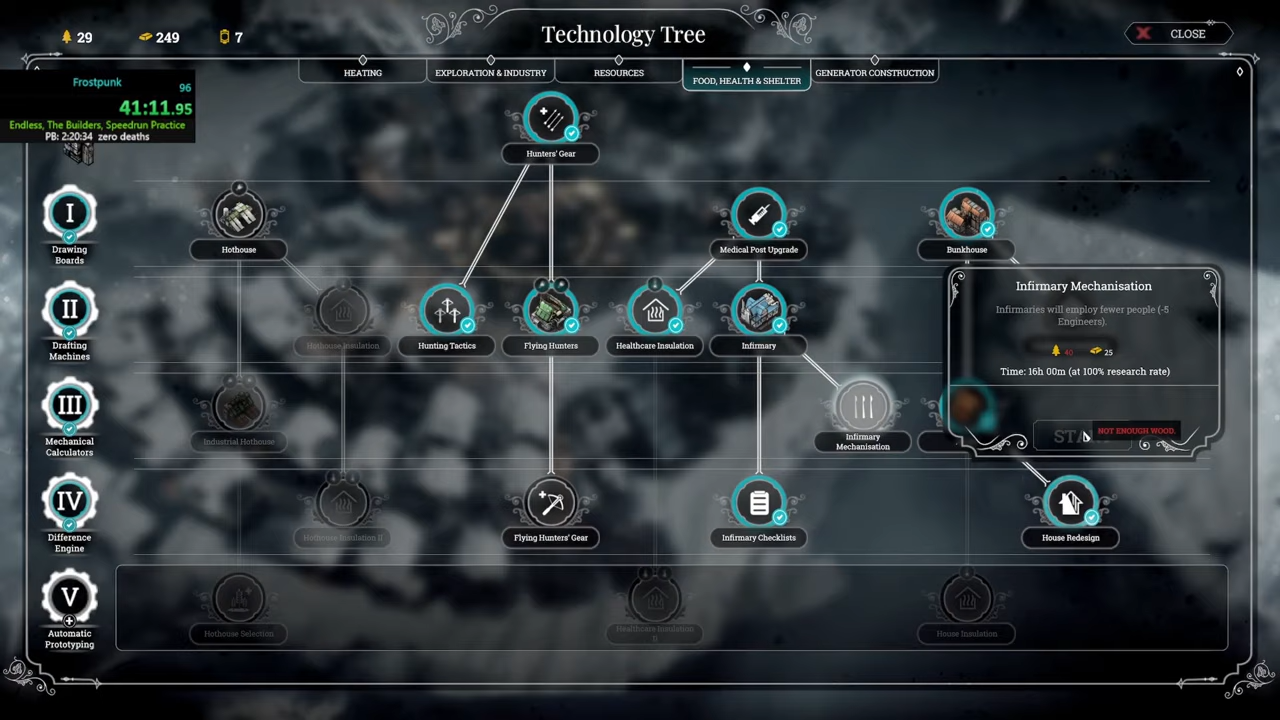 29
249
7
Technology Tree
CLOSE
HEATING
EXPLORATION & INDUSTRY
RESOURCES
FOOD, HEALTH & SHELTER
GENERATOR CONSTRUCTION
Frostpunk
96
41:11.95
Endless, The Builders, Speedrun Practice
PB: 2:20:34 zero deaths
Hunters' Gear
I
Drawing
Boards
Hothouse
Medical Post Upgrade
Bunkhouse
II
Drafting
Machines
Hothouse Insulation
Hunting Tactics
Flying Hunters
Healthcare Insulation
Infirmary
Infirmary Mechanisation
Infirmaries will employ fewer people (-5
Engineers).
40
25
Time: 16h 00m (at 100% research rate)
NOT ENOUGH WOOD.
III
Mechanical
Calculators
Industrial Hothouse
Infirmary
Mechanisation
IV
Difference
Engine
Hothouse Insulation II
Flying Hunters' Gear
Infirmary Checklists
House Redesign
V
Automatic
Prototyping
Hothouse Selection
Healthcare Insulation
II
House Insulation